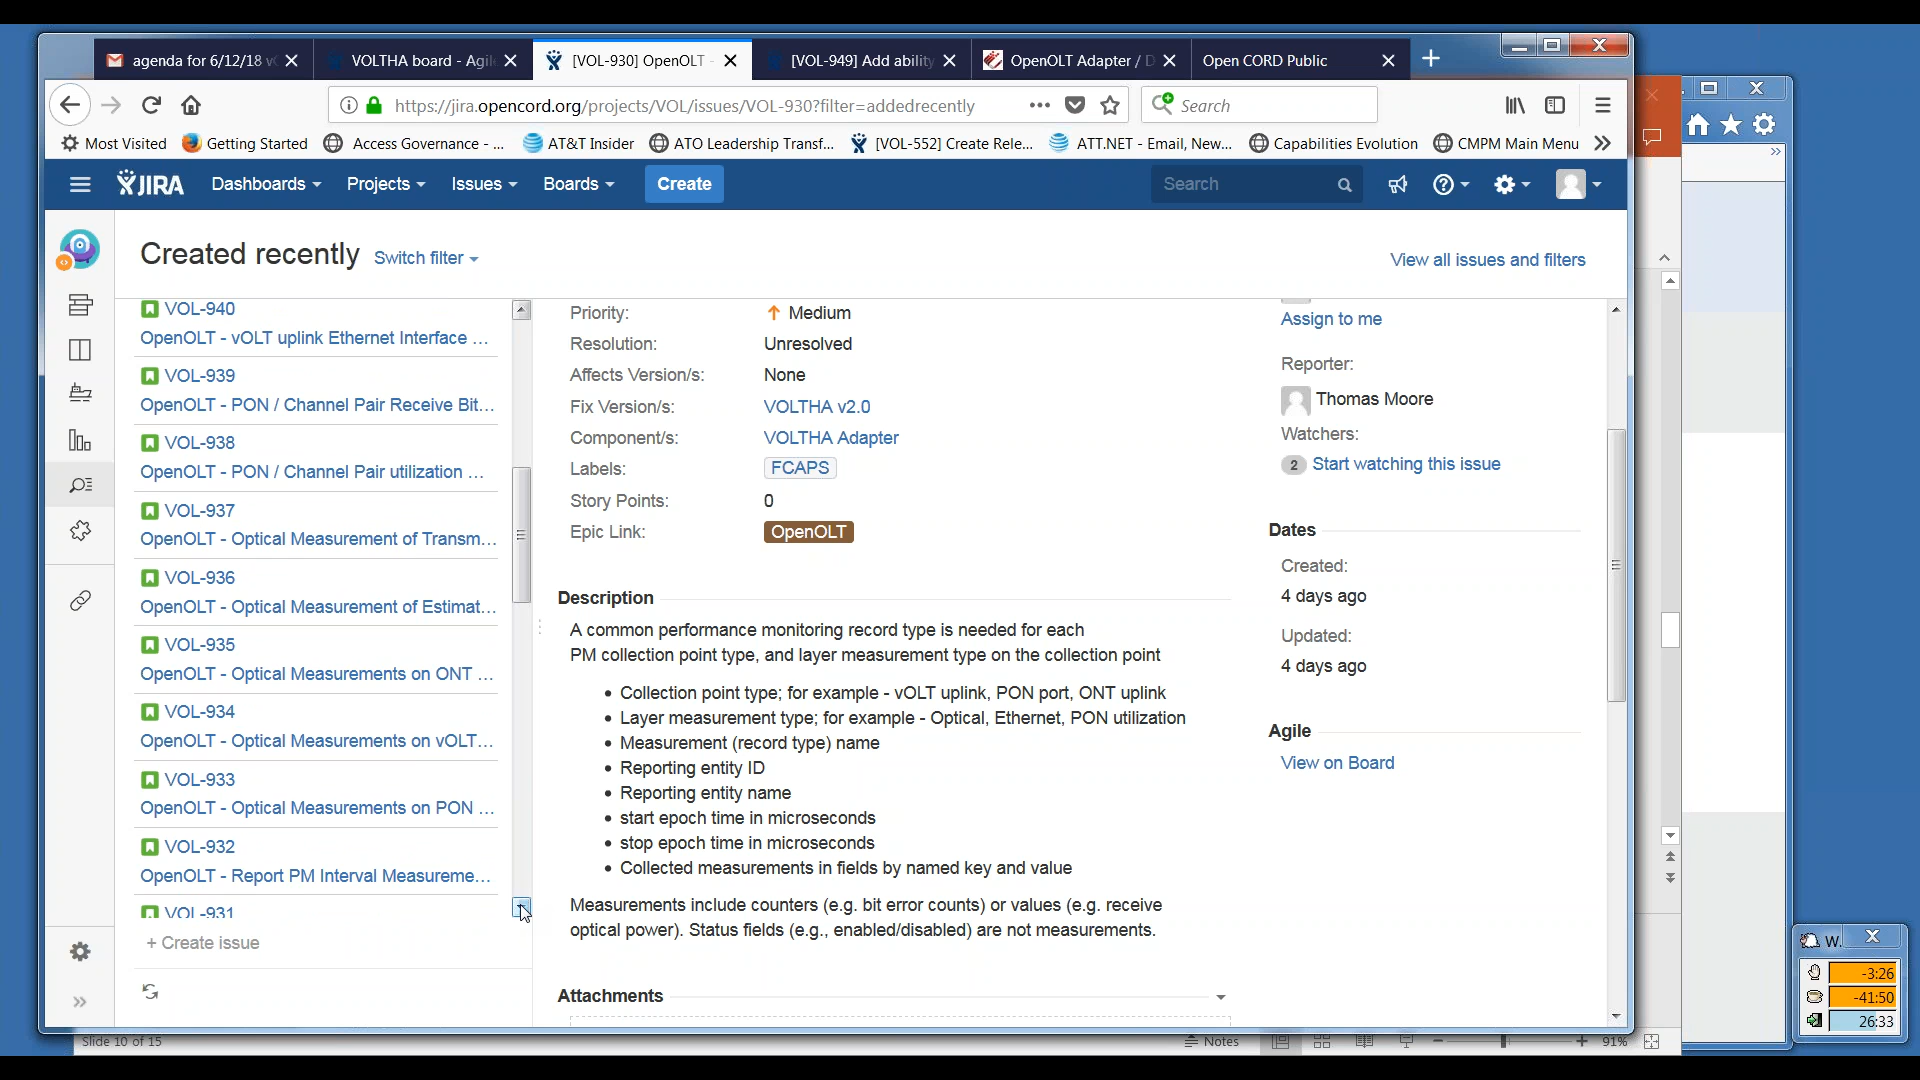 agenda for 6/12/18 v
VOLTHA board - Agil
[VOL-930] OpenOLT -
[VOL-949] Add ability
OpenOLT Adapter / D
Open CORD Public
https://jira.opencord.org/projects/VOL/issues/VOL-930?filter=addedrecently
Search
Most Visited
Getting Started
Access Governance - ...
AT&T Insider
ATO Leadership Transf...
[VOL-552] Create Rele...
ATT.NET - Email, New...
Capabilities Evolution
CMPM Main Menu
JIRA
Dashboards
Projects
Issues
Boards
Create
Search
Created recently
Switch filter
View all issues and filters
VOL-940
OpenOLT - vOLT uplink Ethernet Interface ...
VOL-939
OpenOLT - PON / Channel Pair Receive Bit...
VOL-938
OpenOLT - PON / Channel Pair utilization ...
VOL-937
OpenOLT - Optical Measurement of Transm...
VOL-936
OpenOLT - Optical Measurement of Estimat...
VOL-935
OpenOLT - Optical Measurements on ONT ...
VOL-934
OpenOLT - Optical Measurements on vOLT...
VOL-933
OpenOLT - Optical Measurements on PON ...
VOL-932
OpenOLT - Report PM Interval Measureme...
VOL-931
+ Create issue
Priority: Medium
Resolution: Unresolved
Affects Version/s: None
Fix Version/s: VOLTHA v2.0
Component/s: VOLTHA Adapter
Labels: FCAPS
Story Points: 0
Epic Link: OpenOLT
Description
A common performance monitoring record type is needed for each
PM collection point type, and layer measurement type on the collection point
• Collection point type; for example - vOLT uplink, PON port, ONT uplink
• Layer measurement type; for example - Optical, Ethernet, PON utilization
• Measurement (record type) name
• Reporting entity ID
• Reporting entity name
• start epoch time in microseconds
• stop epoch time in microseconds
• Collected measurements in fields by named key and value
Measurements include counters (e.g. bit error counts) or values (e.g. receive
optical power). Status fields (e.g., enabled/disabled) are not measurements.
Attachments
Assign to me
Reporter:
Thomas Moore
Watchers:
2 Start watching this issue
Dates
Created:
4 days ago
Updated:
4 days ago
Agile
View on Board
W.
-3:26
-41:50
26:33
Slide 10 of 15
Notes
91%